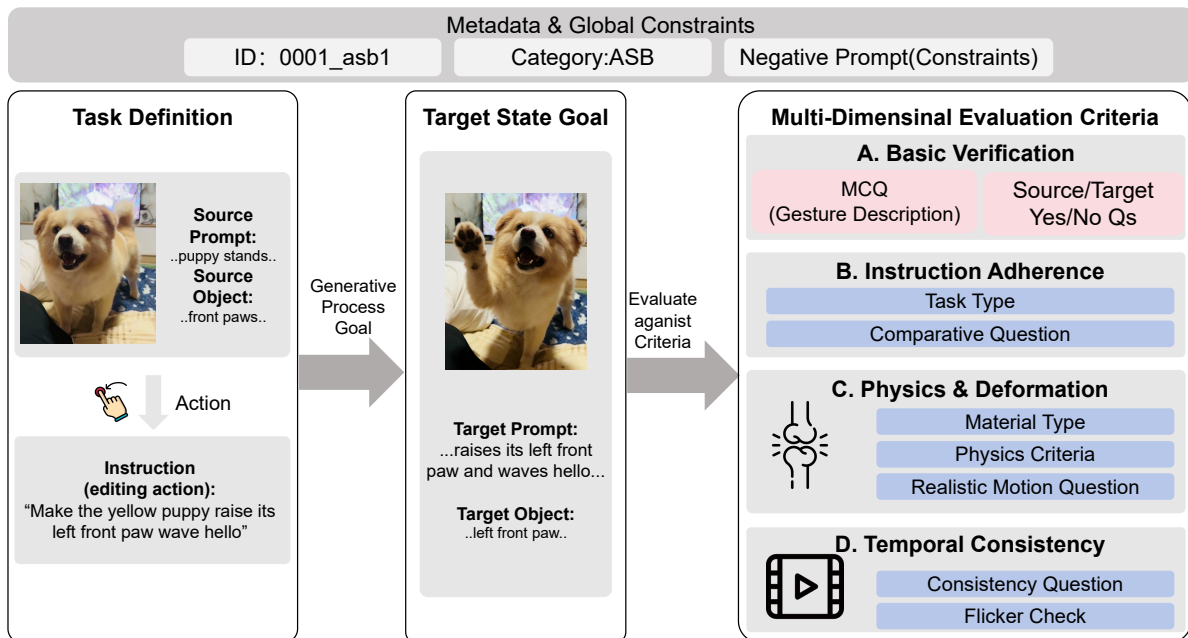 Metadata & Global Constraints
ID: 0001_asb1
Category:ASB
Negative Prompt(Constraints)
Task Definition
Source
Prompt:
..puppy stands..
Source
Object:
..front paws..
Action
Instruction
(editing action):
“Make the yellow puppy raise its
left front paw wave hello”
Generative
Process
Goal
Target State Goal
Target Prompt:
...raises its left front
paw and waves hello...
Target Object:
..left front paw..
Evaluate
aganist
Criteria
Multi-Dimensinal Evaluation Criteria
A. Basic Verification
MCQ
(Gesture Description)
Source/Target
Yes/No Qs
B. Instruction Adherence
Task Type
Comparative Question
C. Physics & Deformation
Material Type
Physics Criteria
Realistic Motion Question
D. Temporal Consistency
Consistency Question
Flicker Check